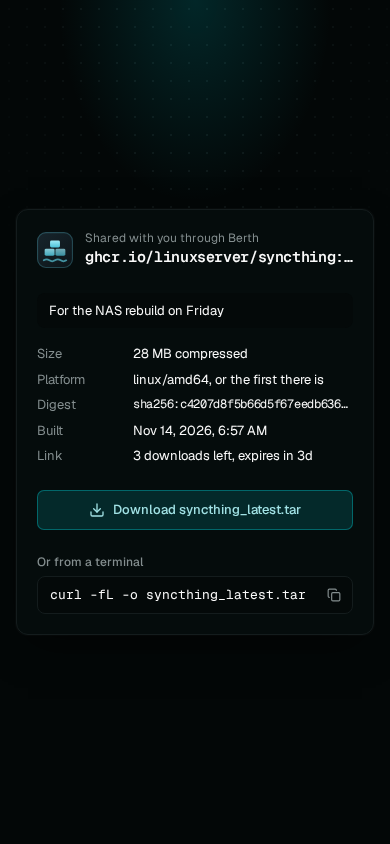 Shared with you through Berth
ghcr.io/linuxserver/syncthing:…
For the NAS rebuild on Friday
Size 28 MB compressed
Platform linux/amd64, or the first there is
Digest sha256:c4207d8f5b66d5f67eedb636…
Built Nov 14, 2026, 6:57 AM
Link 3 downloads left, expires in 3d
Download syncthing_latest.tar
Or from a terminal
curl -fL -o syncthing_latest.tar